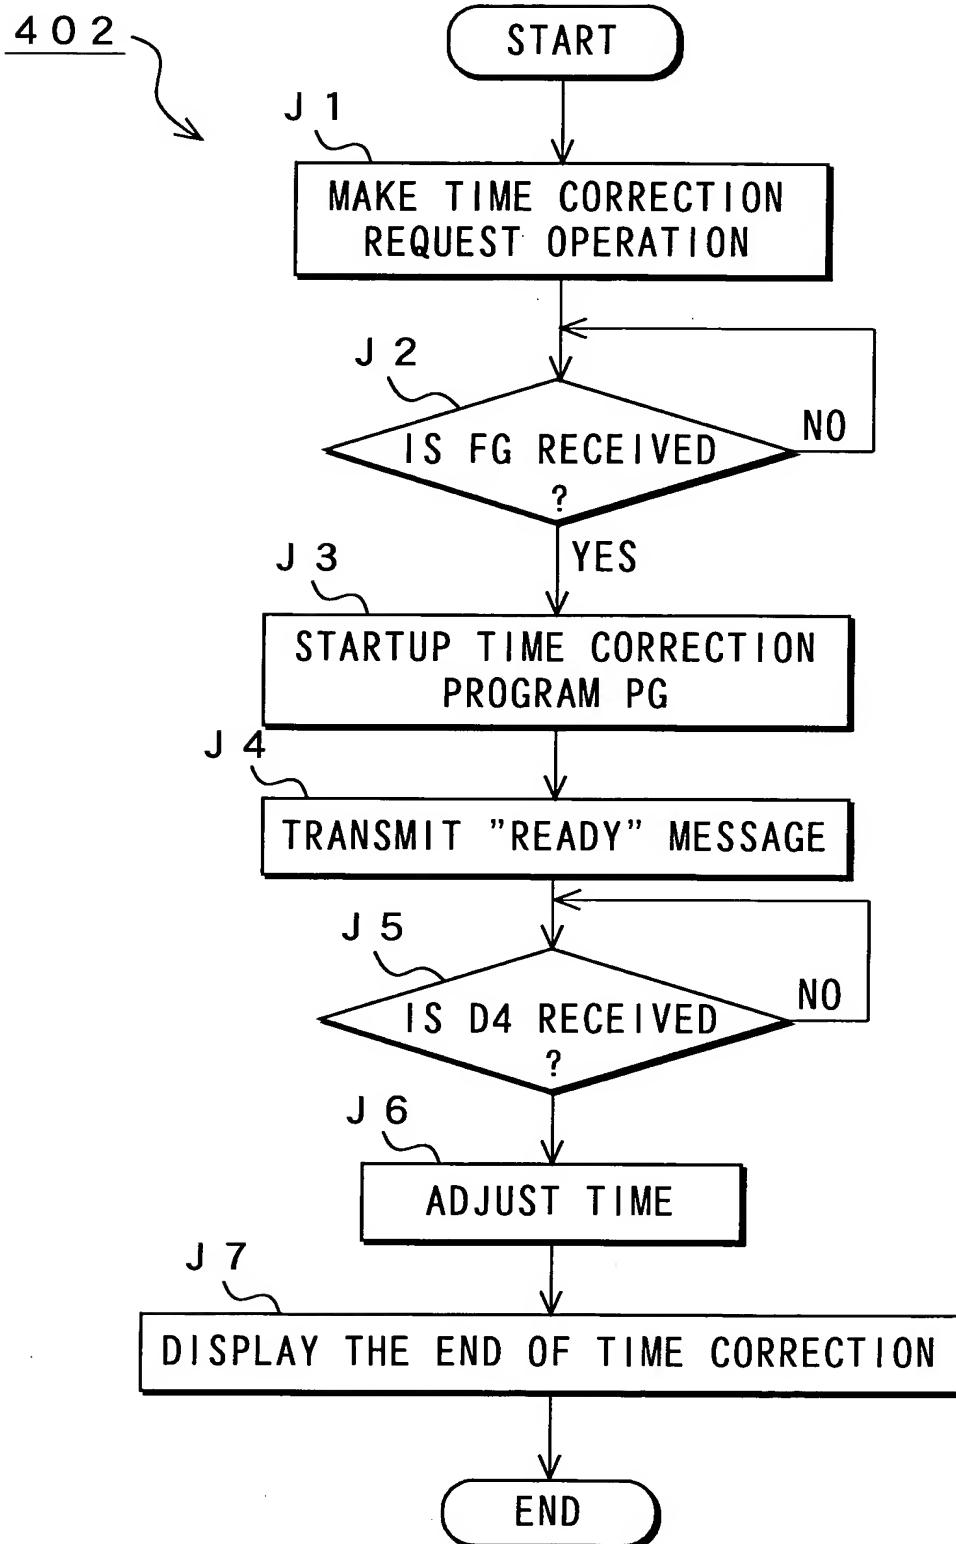 402
START
J1
MAKE TIME CORRECTION
REQUEST OPERATION
J2
IS FG RECEIVED
?
NO
YES
J3
STARTUP TIME CORRECTION
PROGRAM PG
J4
TRANSMIT "READY" MESSAGE
J5
IS D4 RECEIVED
?
NO
J6
ADJUST TIME
J7
DISPLAY THE END OF TIME CORRECTION
END